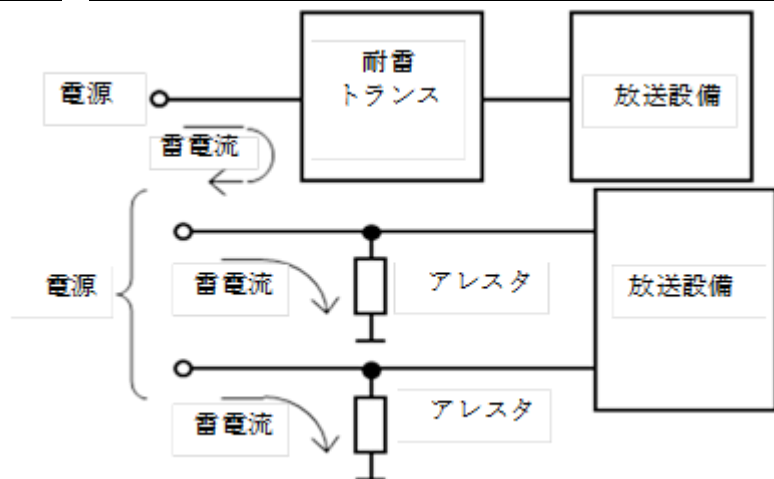 耐雷
トランス
電源
放送設備
雷電流
電源
雷電流
アレスタ
放送設備
雷電流
アレスタ